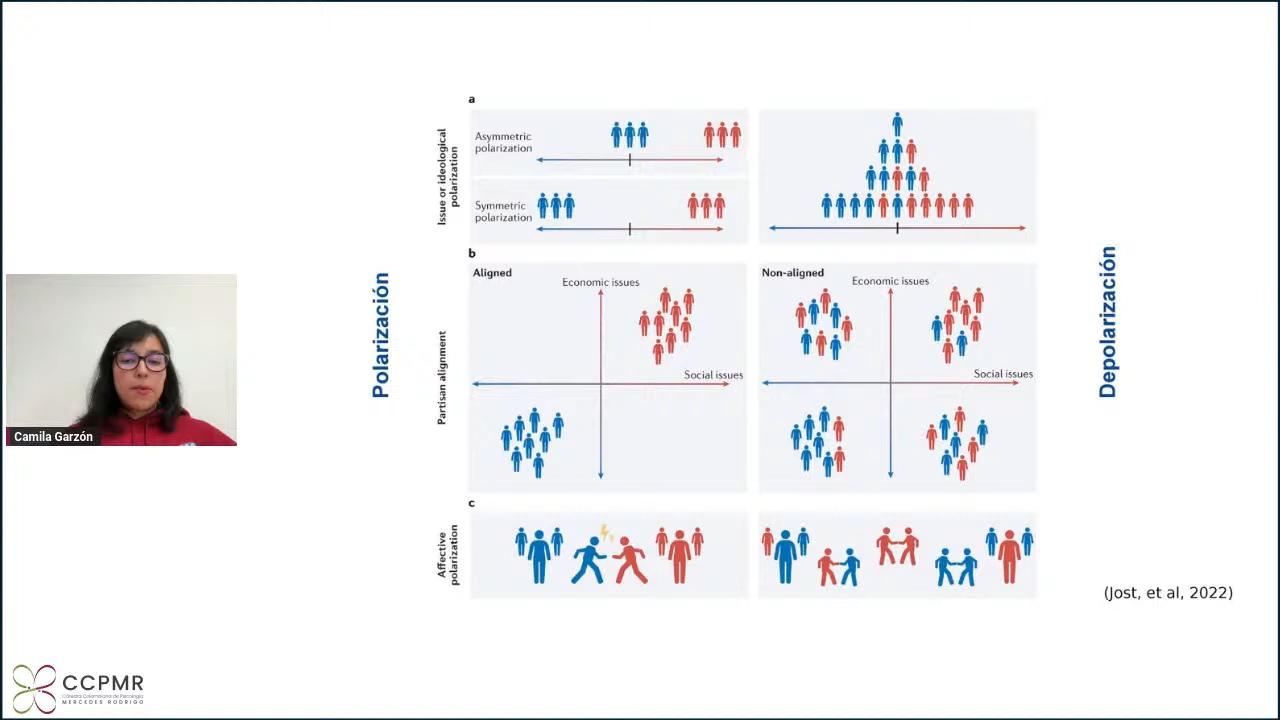 a
Issue or ideological
polarization
Asymmetric
polarization
Symmetric
polarization
b
Polarización
Partisan alignment
Aligned
Economic issues
Social issues
Non-aligned
Economic issues
Social issues
Depolarización
c
Affective
polarization
(Jost, et al, 2022)
Camila Garzón
CCPMR
Cátedra Colombiana de Psicología
MERCEDES RODRIGO